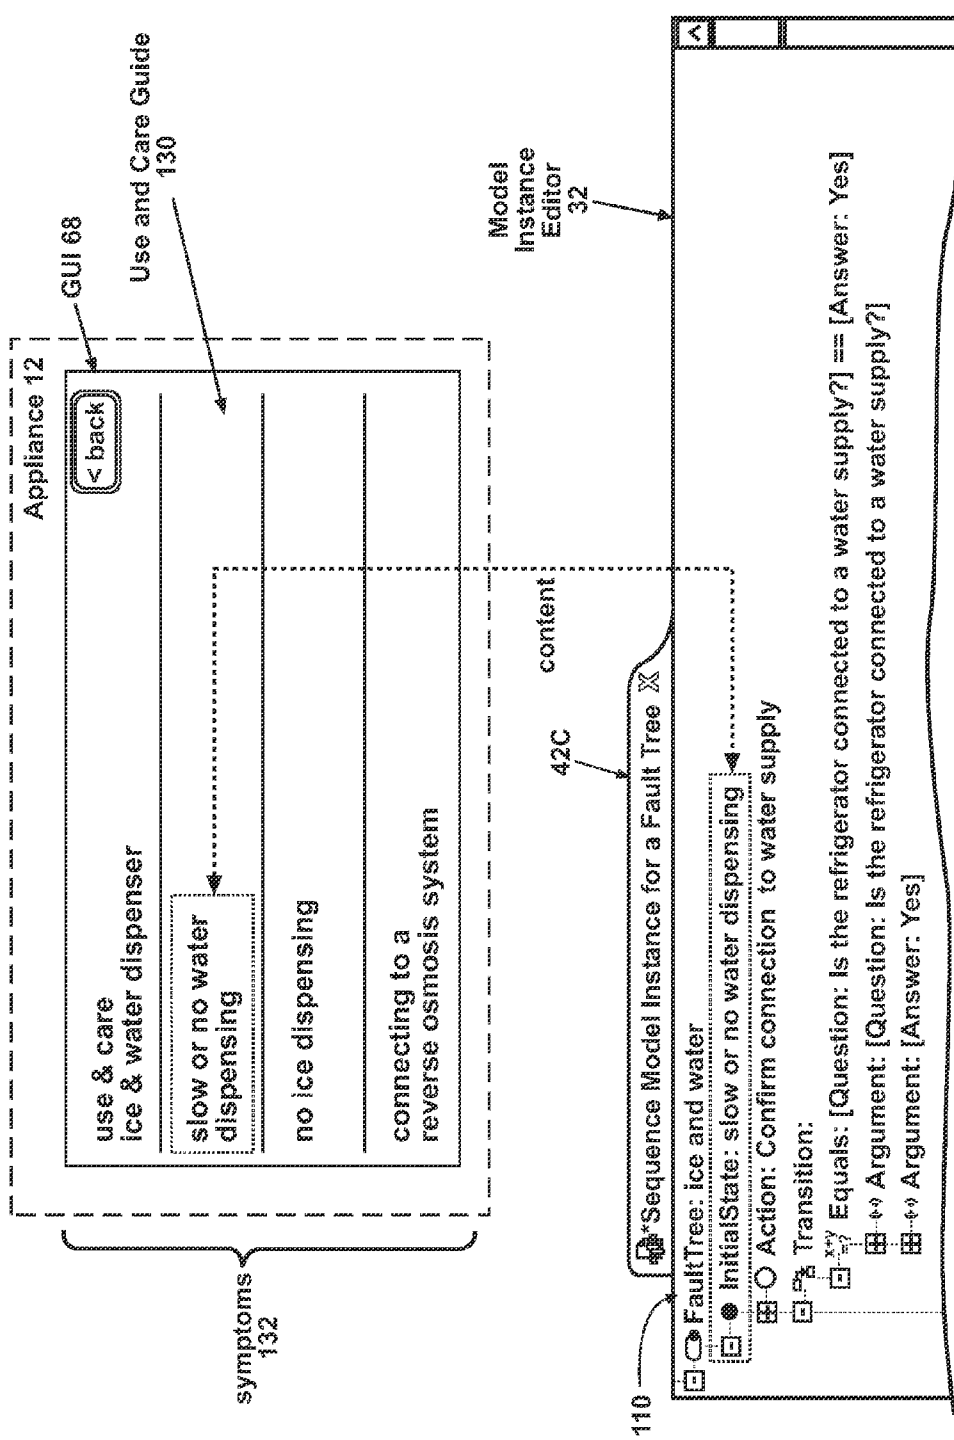 Appliance 12
GUI 68
Use and Care Guide
130
< back
use & care
ice & water dispenser
slow or no water
dispensing
no ice dispensing
connecting to a
reverse osmosis system
symptoms
132
content
Model
Instance
Editor
32
42C
110
*Sequence Model Instance for a Fault Tree X
FaultTree: ice and water
InitialState: slow or no water dispensing
Action: Confirm connection to water supply
Transition:
x=y
=?
Equals: [Question: Is the refrigerator connected to a water supply?] == [Answer: Yes]
Argument: [Question: Is the refrigerator connected to a water supply?]
Argument: [Answer: Yes]